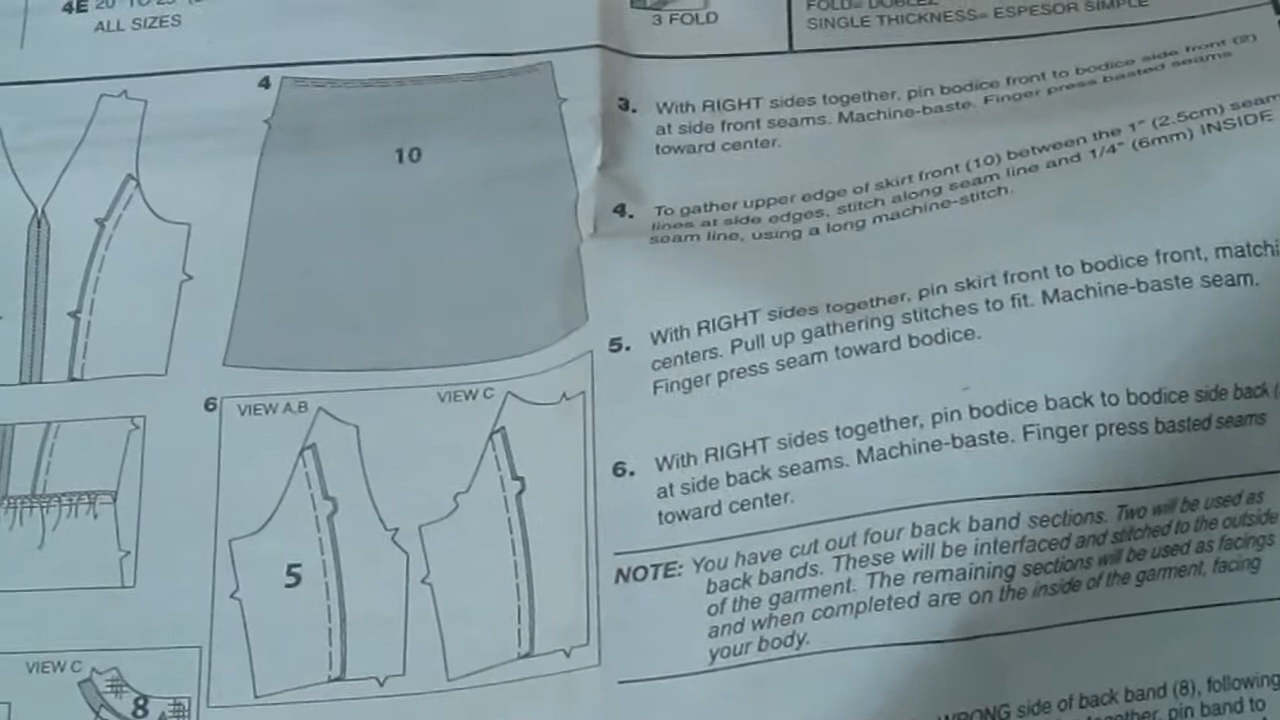 4E
ALL SIZES
3 FOLD
SINGLE THICKNESS= ESPESOR SIMPLE
4
10
3. With RIGHT sides together, pin bodice front to bodice side front (2)
at side front seams. Machine-baste. Finger press basted seams
toward center.
4. To gather upper edge of skirt front (10) between the 1" (2.5cm) seam
lines at side edges, stitch along seam line and 1/4" (6mm) INSIDE
seam line, using a long machine-stitch.
5. With RIGHT sides together, pin skirt front to bodice front, matchi
centers. Pull up gathering stitches to fit. Machine-baste seam.
Finger press seam toward bodice.
6
VIEW A,B
VIEW C
5
6. With RIGHT sides together, pin bodice back to bodice side back (
at side back seams. Machine-baste. Finger press basted seams
toward center.
NOTE: You have cut out four back band sections. Two will be used as
back bands. These will be interfaced and stitched to the outside
of the garment. The remaining sections will be used as facings
and when completed are on the inside of the garment, facing
your body.
VIEW C
8
WRONG side of back band (8), following
pin band to